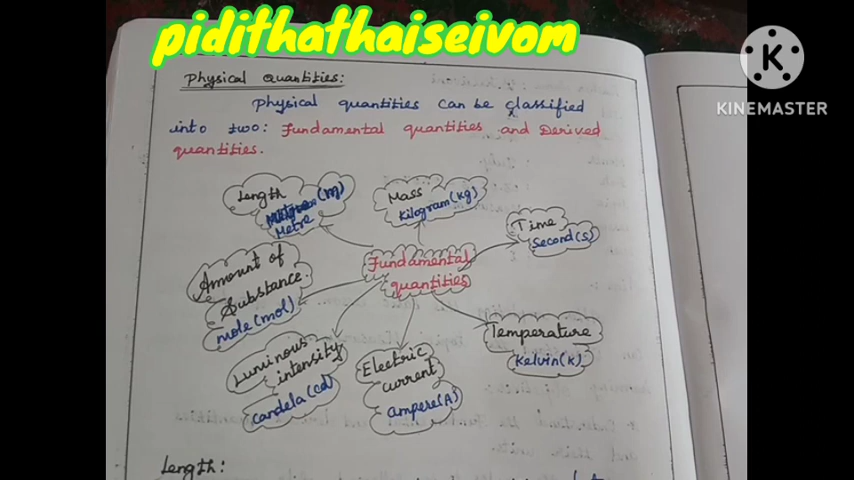 pidithathaiseivom
K
KINEMASTER
Physical Quantities:
Physical quantities can be classified
into two: Fundamental quantities and Derived
quantities.
Length
(m)
Metre
Mass
Kilogram(kg)
Time
Second(s)
Amount of
Substance.
mole(mol)
Fundamental
quantities
Temperature
Kelvin(K)
Luminous
intensity
candela(cd)
Electric
current
ampere(A)
Length: